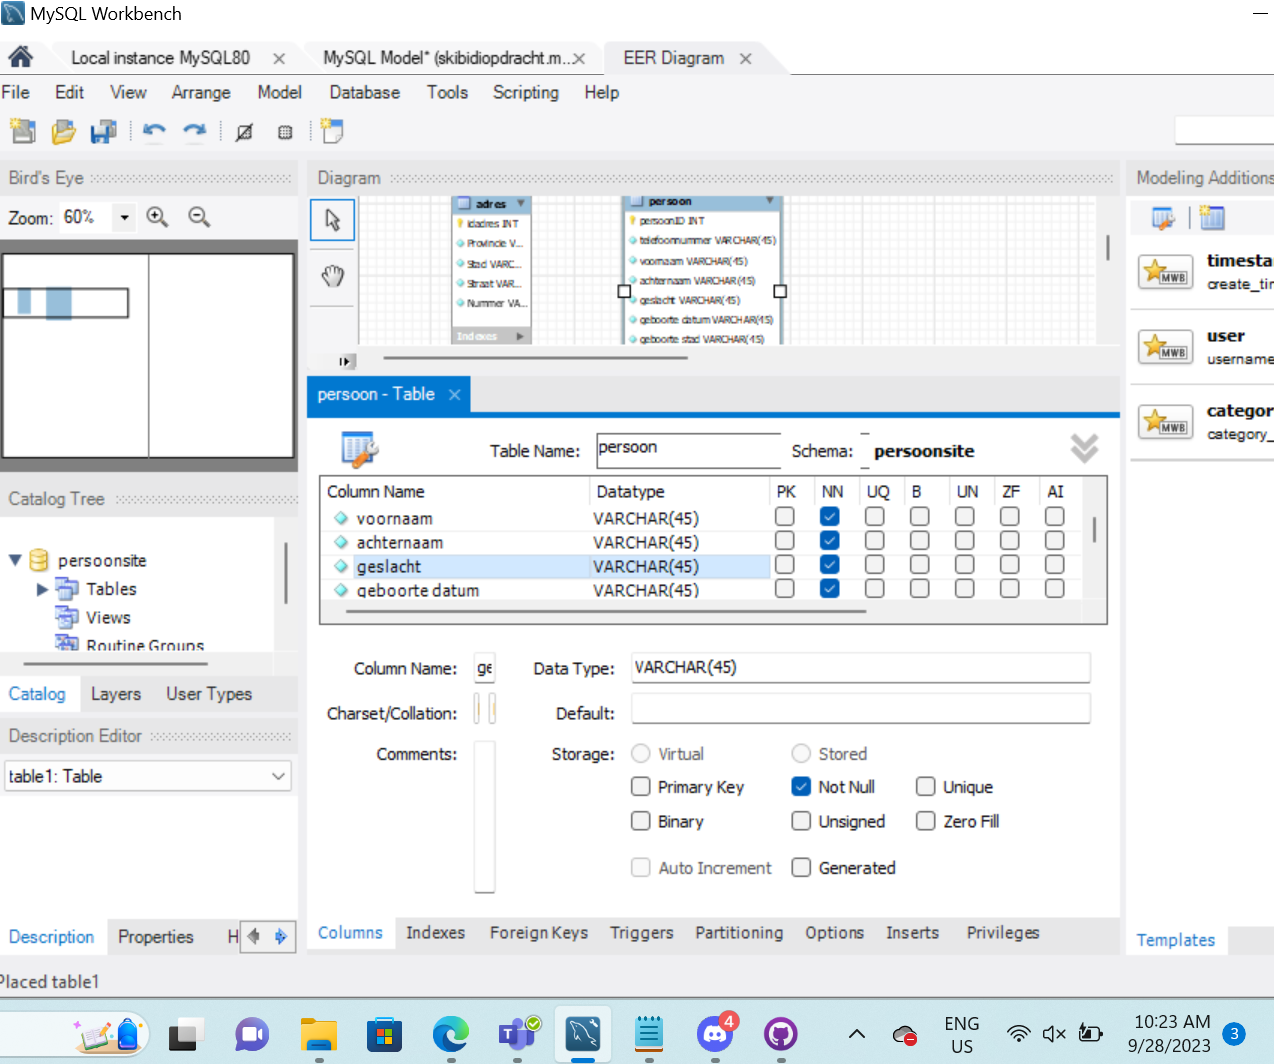 MySQL Workbench
Local instance MySQL80
MySQL Model* (skibidiopdracht.m...
EER Diagram
File Edit View Arrange Model Database Tools Scripting Help
Bird's Eye
Zoom: 60%
Diagram
adres
idadres INT
Provincie V...
Stad VARC...
Straat VAR...
Nummer VA...
Indexes
persoon
persoonID INT
telefoonnummer VARCHAR(45)
voornaam VARCHAR(45)
achternaam VARCHAR(45)
geslacht VARCHAR(45)
geboorte datum VARCHAR(45)
geboorte stad VARCHAR(45)
Modeling Additions
timesta
create_tim
user
username
categor
category_
MWB
MWB
MWB
Catalog Tree
persoonsite
Tables
Views
Routine Groups
Catalog Layers User Types
Description Editor
table1: Table
Description Properties H
persoon - Table
Table Name: persoon Schema: persoonsite
Column Name Datatype PK NN UQ B UN ZF AI
voornaam VARCHAR(45)
achternaam VARCHAR(45)
geslacht VARCHAR(45)
geboorte datum VARCHAR(45)
Column Name: ge Data Type: VARCHAR(45)
Charset/Collation: Default:
Comments: Storage: Virtual Stored
Primary Key Not Null Unique
Binary Unsigned Zero Fill
Auto Increment Generated
Columns Indexes Foreign Keys Triggers Partitioning Options Inserts Privileges
Templates
Placed table1
4
ENG
US
10:23 AM
9/28/2023
3